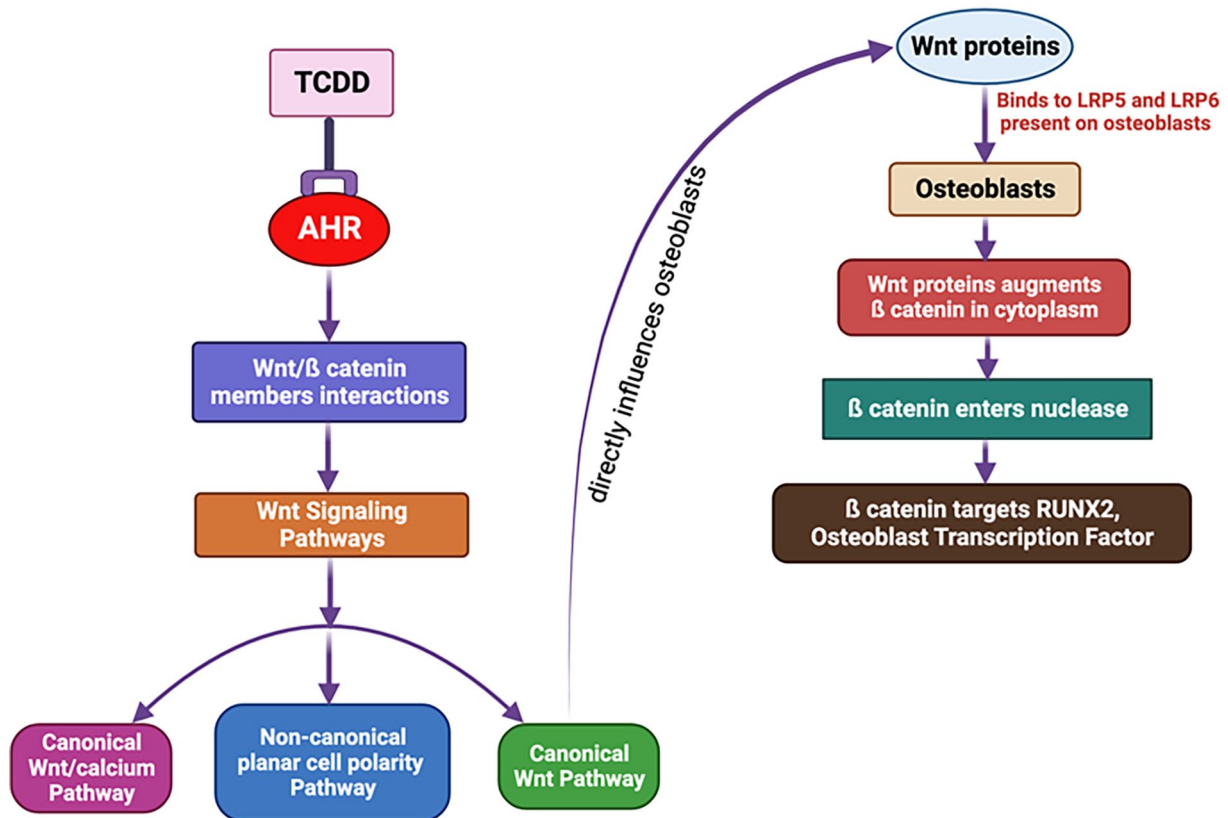 TCDD
AHR
Wnt/ß catenin
members interactions
Wnt Signaling
Pathways
Canonical
Wnt/calcium
Pathway
Non-canonical
planar cell polarity
Pathway
Canonical
Wnt Pathway
directly influences osteoblasts
Wnt proteins
Binds to LRP5 and LRP6
present on osteoblasts
Osteoblasts
Wnt proteins augments
ß catenin in cytoplasm
ß catenin enters nuclease
ß catenin targets RUNX2,
Osteoblast Transcription Factor